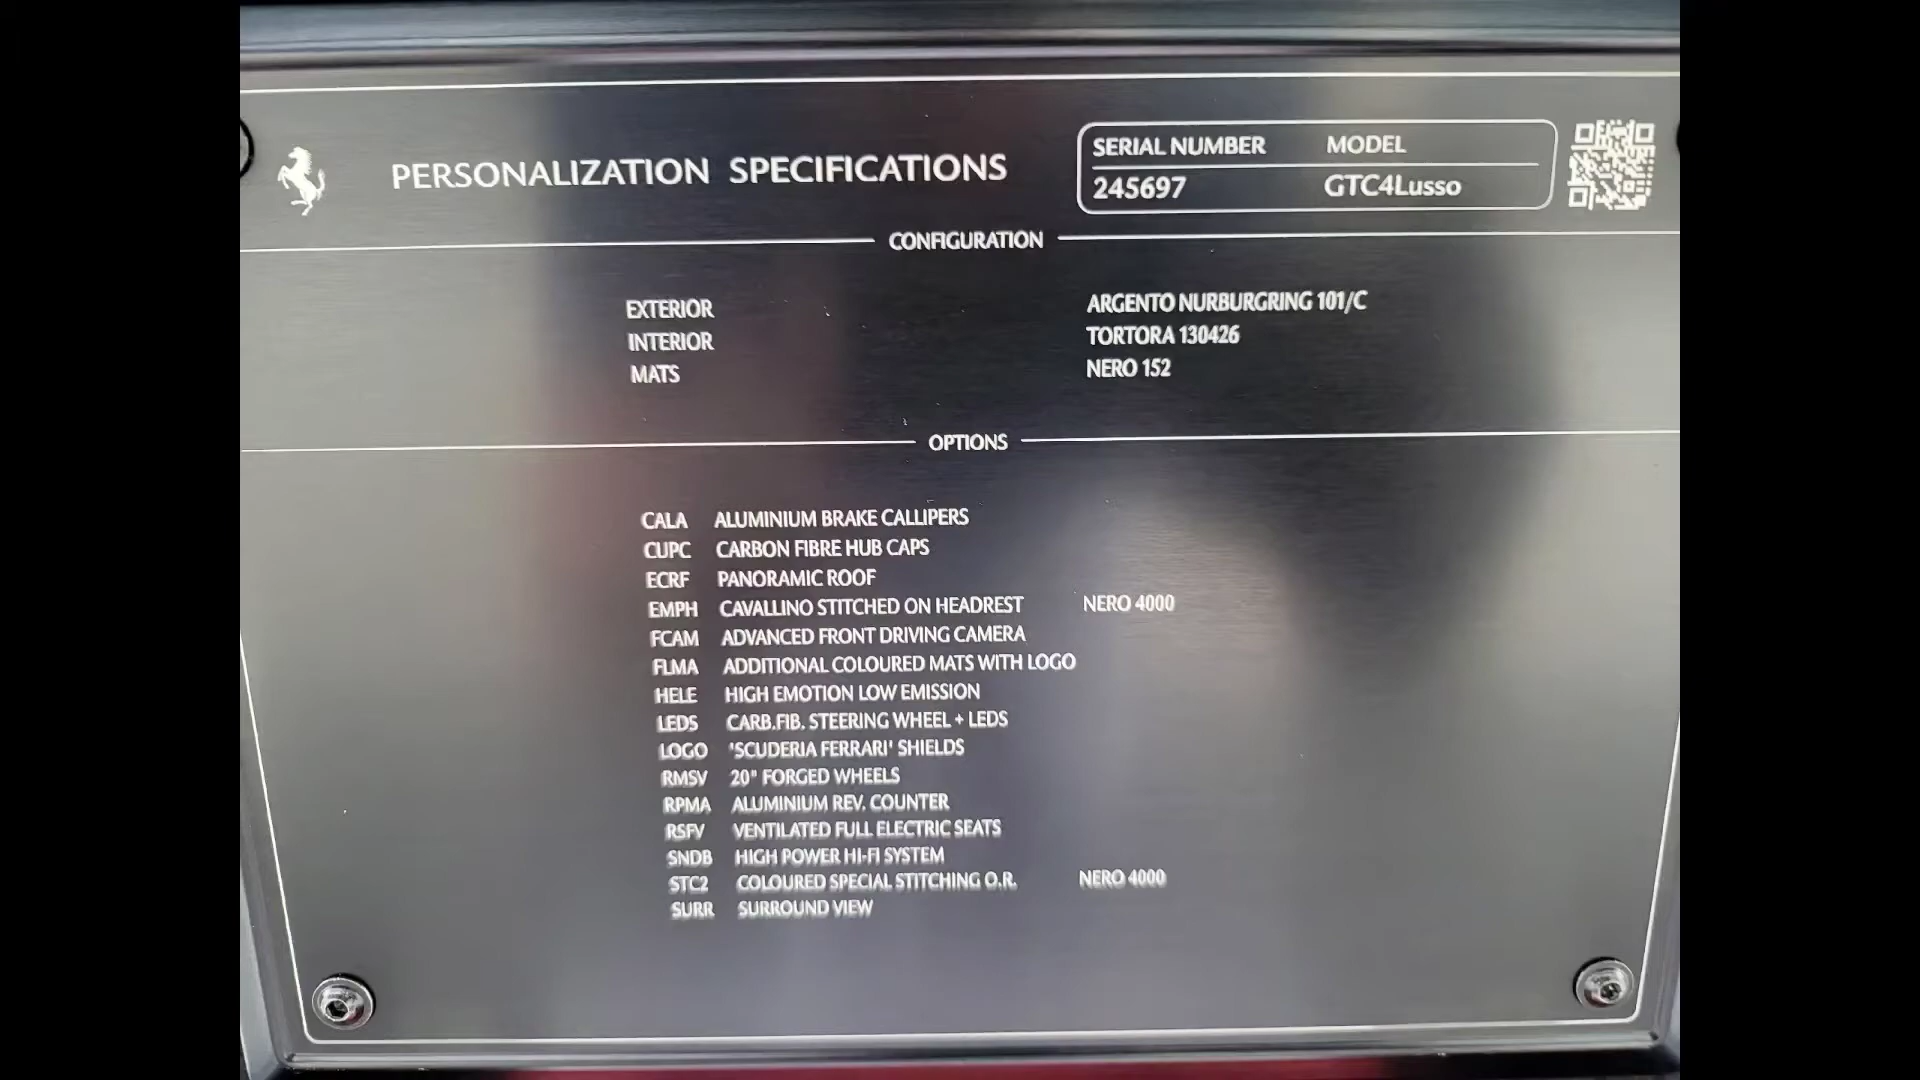 PERSONALIZATION SPECIFICATIONS
SERIAL NUMBER MODEL
245697 GTC4Lusso
CONFIGURATION
EXTERIOR ARGENTO NURBURGRING 101/C
INTERIOR TORTORA 130426
MATS NERO 152
OPTIONS
CALA ALUMINIUM BRAKE CALLIPERS
CUPC CARBON FIBRE HUB CAPS
ECRF PANORAMIC ROOF
EMPH CAVALLINO STITCHED ON HEADREST NERO 4000
FCAM ADVANCED FRONT DRIVING CAMERA
FLMA ADDITIONAL COLOURED MATS WITH LOGO
HELE HIGH EMOTION LOW EMISSION
LEDS CARB.FIB. STEERING WHEEL + LEDS
LOGO 'SCUDERIA FERRARI' SHIELDS
RMSV 20" FORGED WHEELS
RPMA ALUMINIUM REV. COUNTER
RSFV VENTILATED FULL ELECTRIC SEATS
SNDB HIGH POWER HI-FI SYSTEM
STC2 COLOURED SPECIAL STITCHING O.R. NERO 4000
SURR SURROUND VIEW